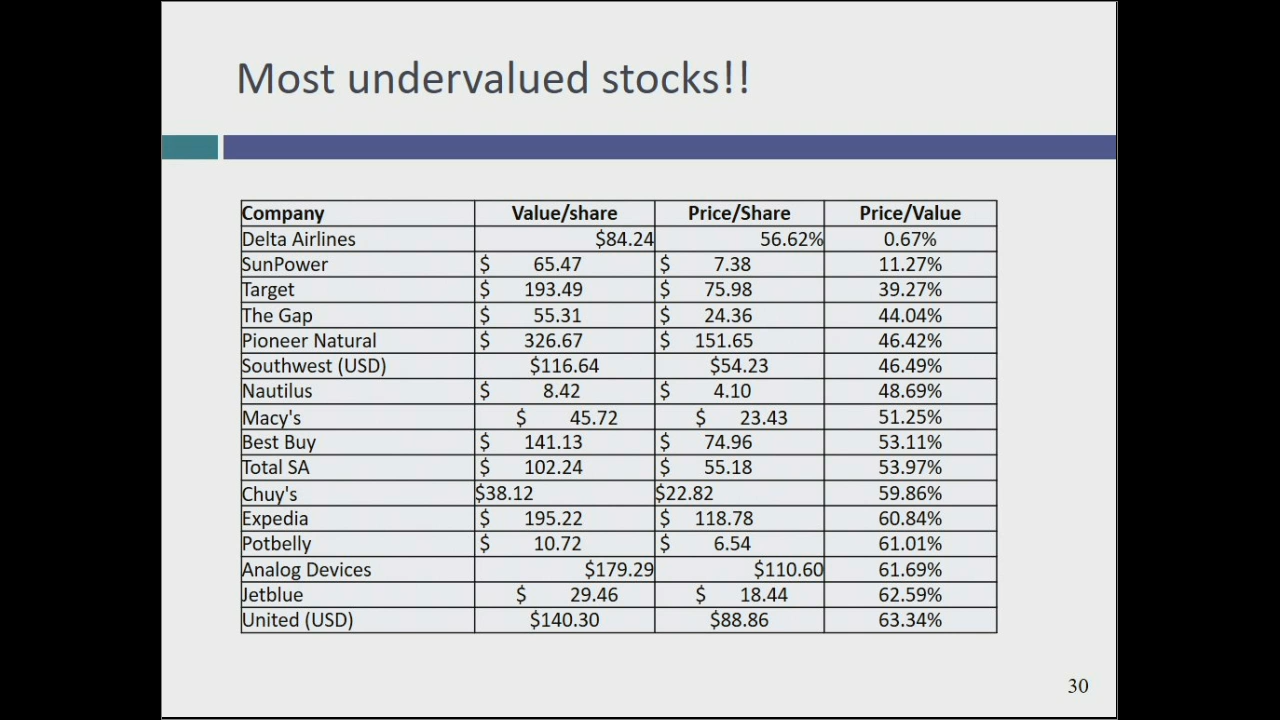 Most undervalued stocks!!
Company Value/share Price/Share Price/Value
Delta Airlines $84.24 56.62% 0.67%
SunPower $ 65.47 $ 7.38 11.27%
Target $ 193.49 $ 75.98 39.27%
The Gap $ 55.31 $ 24.36 44.04%
Pioneer Natural $ 326.67 $ 151.65 46.42%
Southwest (USD) $116.64 $54.23 46.49%
Nautilus $ 8.42 $ 4.10 48.69%
Macy's $ 45.72 $ 23.43 51.25%
Best Buy $ 141.13 $ 74.96 53.11%
Total SA $ 102.24 $ 55.18 53.97%
Chuy's $38.12 $22.82 59.86%
Expedia $ 195.22 $ 118.78 60.84%
Potbelly $ 10.72 $ 6.54 61.01%
Analog Devices $179.29 $110.60 61.69%
Jetblue $ 29.46 $ 18.44 62.59%
United (USD) $140.30 $88.86 63.34%
30